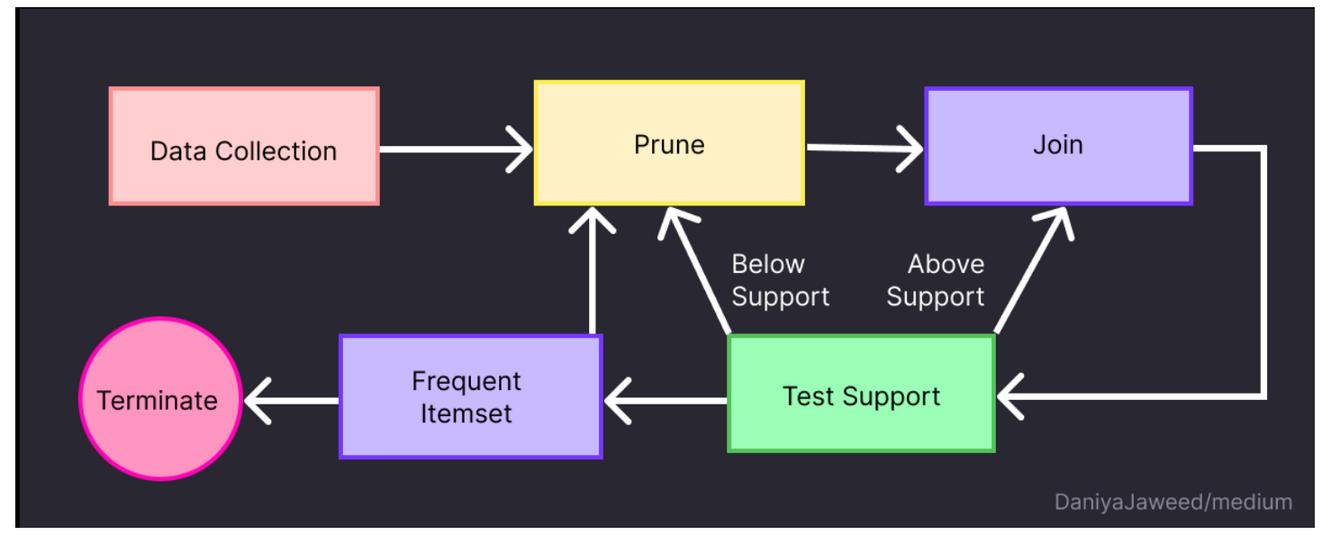 Data Collection
Prune
Join
Below
Support
Above
Support
Terminate
Frequent
Itemset
Test Support
DaniyaJaweed/medium